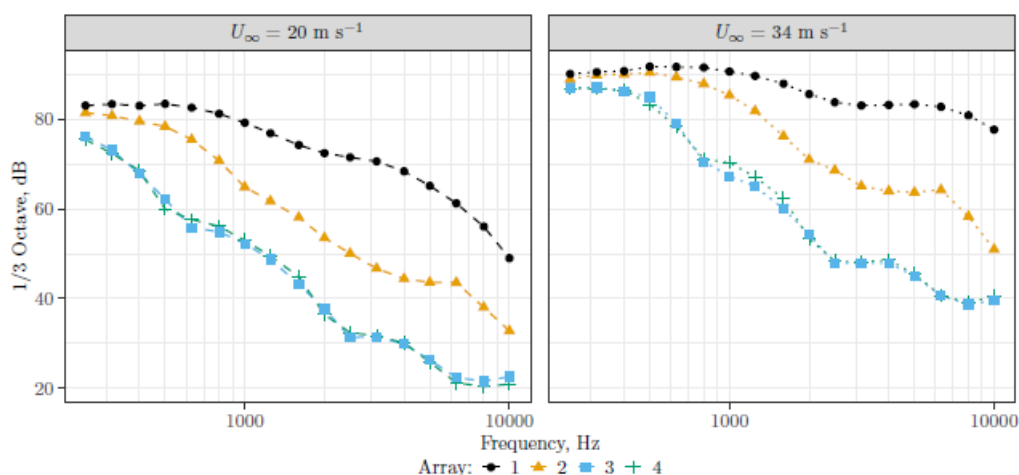 U∞ = 20 m s⁻¹
U∞ = 34 m s⁻¹
1/3 Octave, dB
80
60
40
20
1000
10000
1000
10000
Frequency, Hz
Array: 1 2 3 4